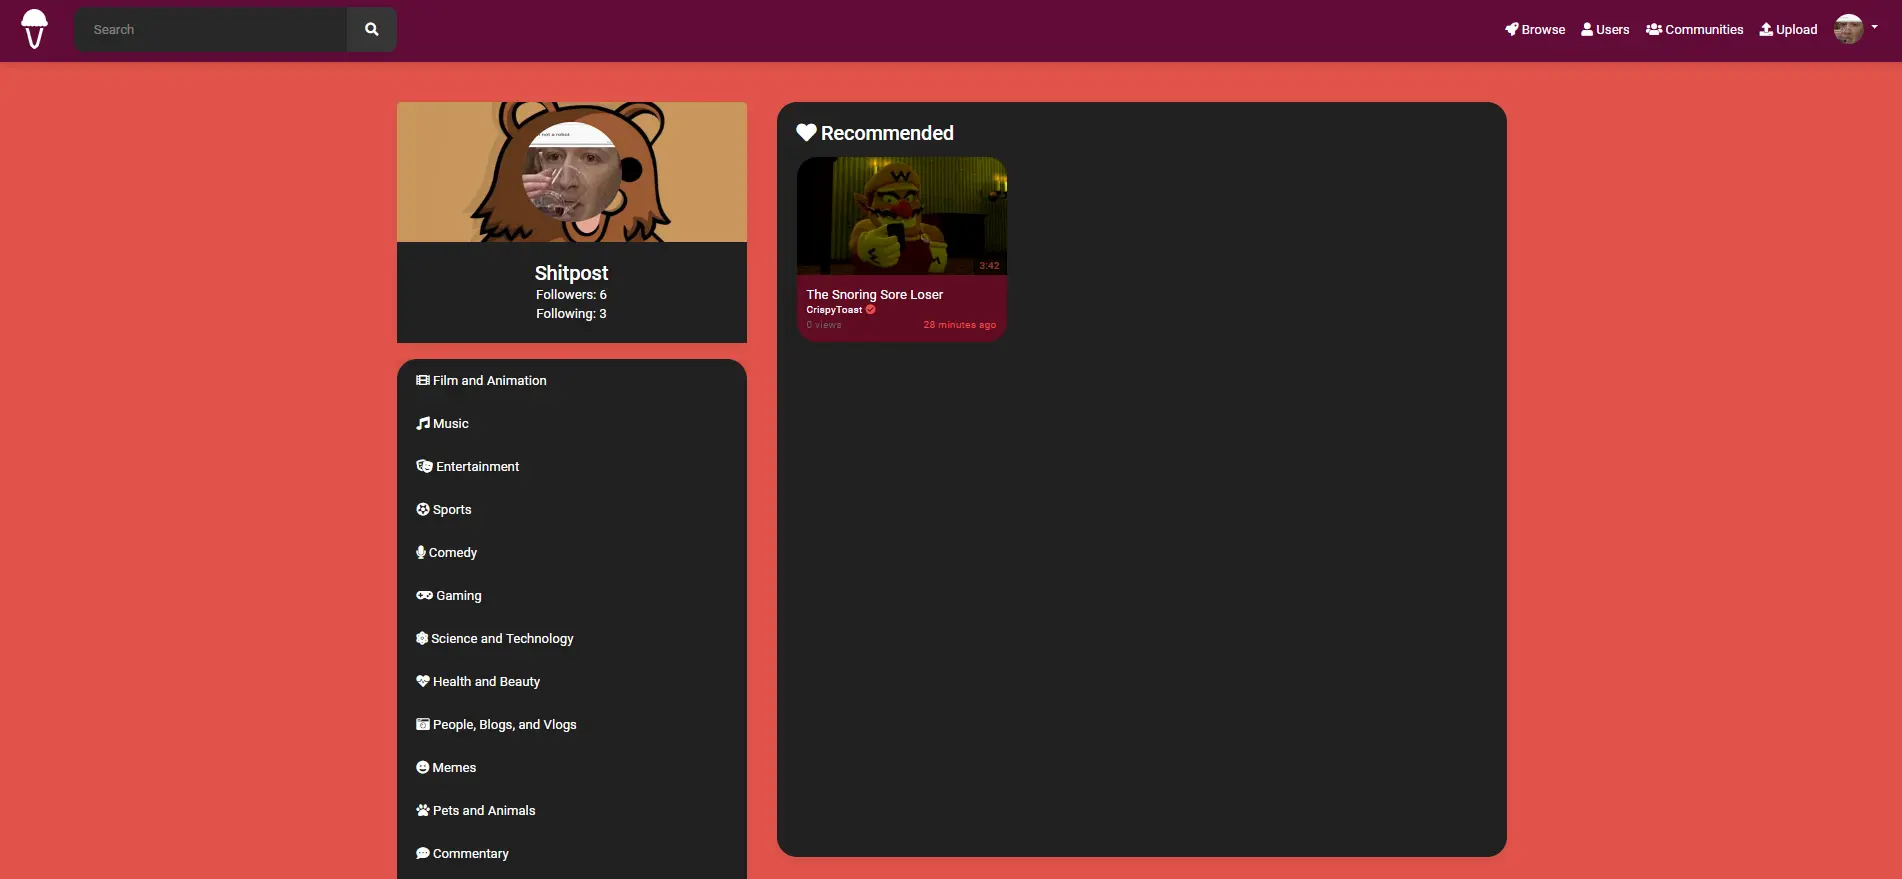 Search
Browse
Users
Communities
Upload
not a robot
Shitpost
Followers: 6
Following: 3
Film and Animation
Music
Entertainment
Sports
Comedy
Gaming
Science and Technology
Health and Beauty
People, Blogs, and Vlogs
Memes
Pets and Animals
Commentary
Recommended
W
3:42
The Snoring Sore Loser
CrispyToast
0 views
28 minutes ago